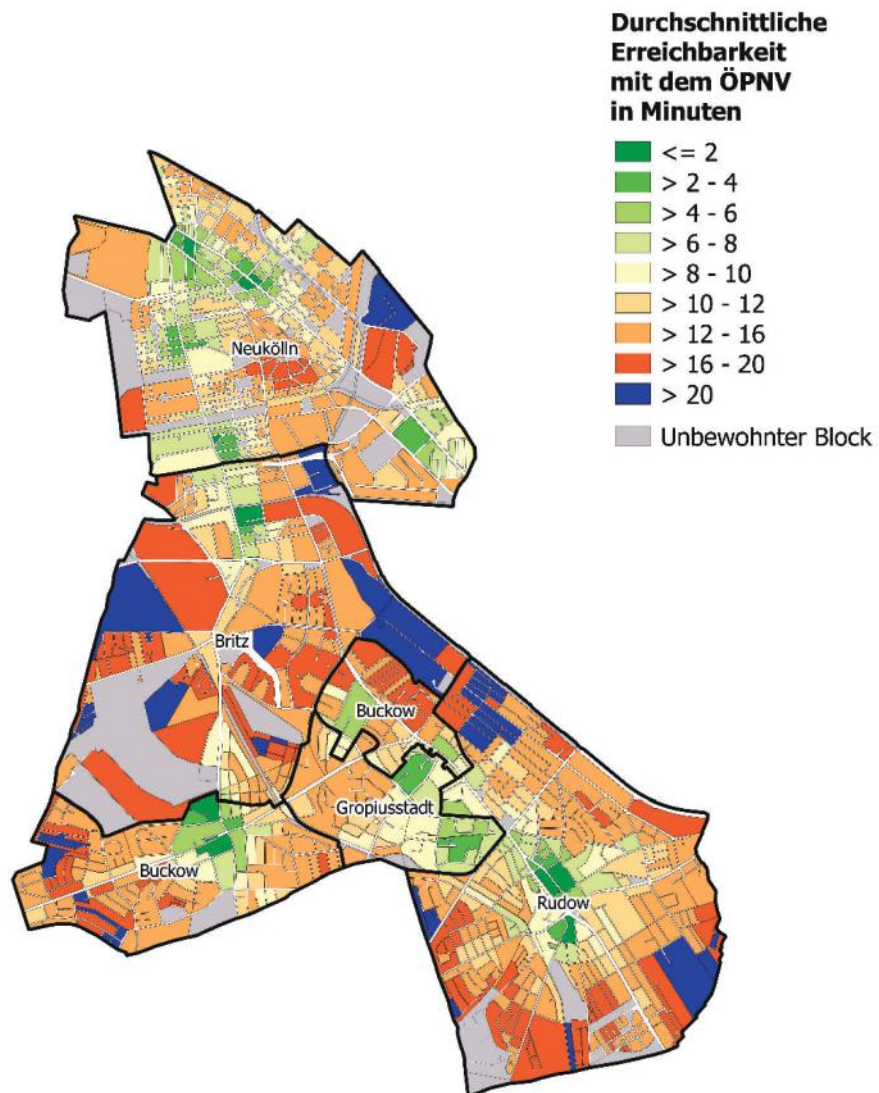 Durchschnittliche
Erreichbarkeit
mit dem ÖPNV
in Minuten
<= 2
> 2 - 4
> 4 - 6
> 6 - 8
> 8 - 10
> 10 - 12
> 12 - 16
> 16 - 20
> 20
Unbewohnter Block
Neukölln
Britz
Buckow
Gropiusstadt
Buckow
Rudow